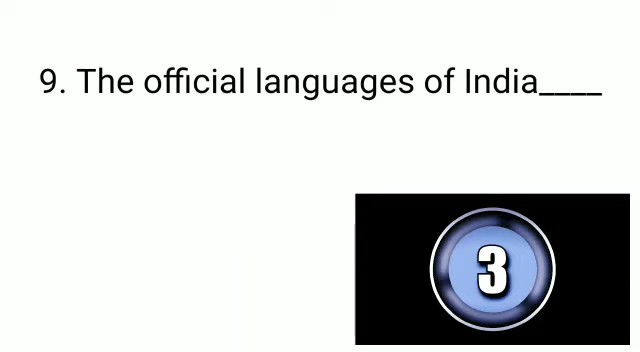 9. The official languages of India____
3